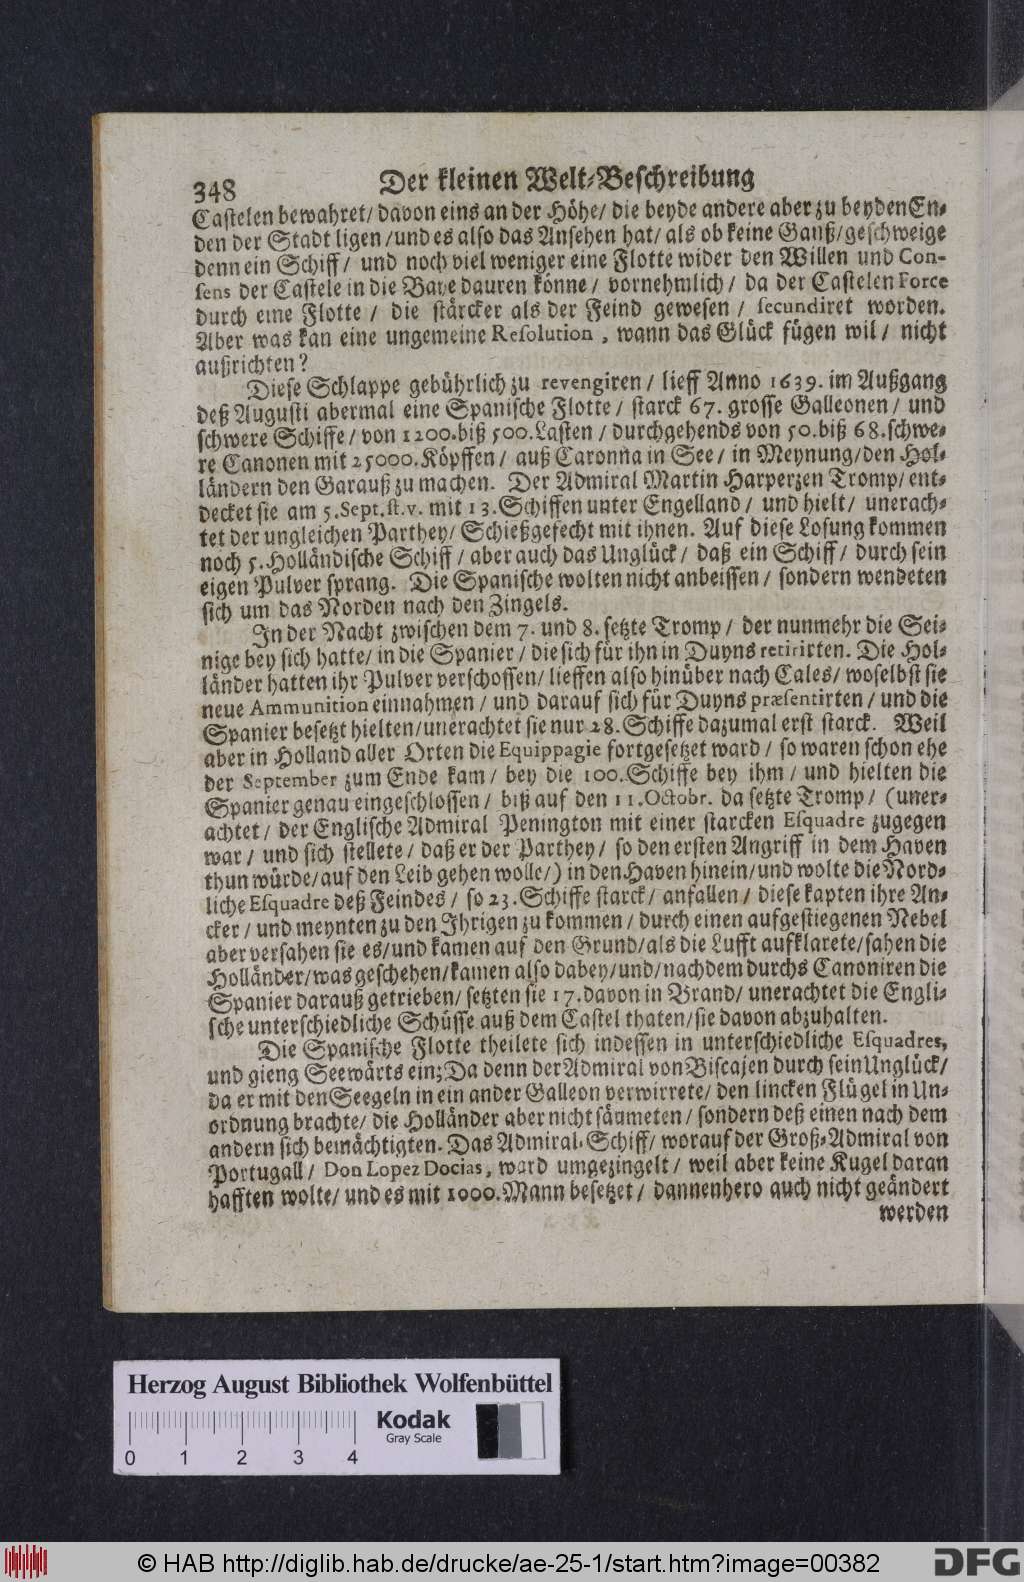 348 Der kleinen Welt-Beschreibung
Castelen bewahret/ davon eins an der Höhe/ die beyde andere aber zu beyden En-
den der Stadt ligen /und es also das Ansehen hat/ als ob keine Gauß/geschweige
denn ein Schiff/ und noch viel weniger eine Flotte wider den Willen und Con-
sens der Castele in die Baye dauren könne/ vornehmlich/ da der Castelen Force
durch eine Flotte / die stärcker als der Feind gewesen / secundiret worden.
Aber was kan eine ungemeine Resolution , wann das Glück fügen wil/ nicht
außrichten?
Diese Schlappe gebührlich zu revengiren / lieff Anno 1639. im Außgang
deß Augusti abermal eine Spanische Flotte/ starck 67. grosse Galleonen/ und
schwere Schiffe/ von 1200. biß 500. Lasten / durchgehends von 50. biß 68. schwe-
re Canonen mit 25000. Köpffen/ auß Caronna in See/ in Meynung/den Hol-
ländern den Garauß zu machen. Der Admiral Martin Harperzen Tromp/ ent-
decket sie am 5. Sept. st. v. mit 13. Schiffen unter Engelland/ und hielt/ unerach-
tet der ungleichen Parthey/ Schießgefecht mit ihnen. Auf diese Losung kommen
noch 5. Holländische Schiff/ aber auch das Unglück/ daß ein Schiff/ durch sein
eigen Pulver sprang. Die Spanische wolten nicht anbeissen/ sondern wendeten
sich um das Norden nach den Zingels.
In der Nacht zwischen dem 7. und 8. setzte Tromp/ der nunmehr die Sei-
nige bey sich hatte/ in die Spanier/ die sich für ihn in Duyns retirirten. Die Hol-
länder hatten ihr Pulver verschossen/ lieffen also hinüber nach Cales/ woselbst sie
neue Ammunition einnahmen / und darauf sich für Duyns præsentirten / und die
Spanier besetzt hielten/unerachtet sie nur 28. Schiffe dazumal erst starck. Weil
aber in Holland aller Orten die Equippagie fortgesetzet ward/ so waren schon ehe
der September zum Ende kam/ bey die 100. Schiffe bey ihm/ und hielten die
Spanier genau eingeschlossen/ biß auf den 11. Octobr. da setzte Tromp/ (uner-
achtet/ der Englische Admiral Penington mit einer starcken Esquadre zugegen
war/ und sich stellete/ daß er der Parthey/ so den ersten Angriff in dem Haven
thun würde/auf den Leib gehen wolle/) in den Haven hinein/und wolte die Nord-
liche Esquadre deß Feindes/ so 23. Schiffe starck/ anfallen/ diese kapten ihre An-
cker/ und meynten zu den Ihrigen zu kommen/ durch einen aufgestiegenen Nebel
aber versahen sie es/und kamen auf den Grund/als die Lufft aufklarete/sahen die
Holländer/was geschehen/kamen also dabey/und/nachdem durchs Canoniren die
Spanier darauß getrieben/ setzten sie 17. davon in Brand/ unerachtet die Engli-
sche unterschiedliche Schüsse auß dem Castel thaten/sie davon abzuhalten.
Die Spanische Flotte theilete sich indessen in unterschiedliche Esquadres,
und gieng Seewärts ein; Da denn der Admiral von Biscajen durch sein Unglück/
da er mit den Seegeln in ein ander Galleon verwirrete/ den lincken Flügel in Un-
ordnung brachte/ die Holländer aber nicht säumeten/ sondern deß einen nach dem
andern sich bemächtigten. Das Admiral-Schiff/ worauf der Groß-Admiral von
Portugall/ Don Lopez Docias, ward umgezingelt/ weil aber keine Kugel daran
hafften wolte/ und es mit 1000. Mann besetzet/ dannenhero auch nicht geändert
werden
Herzog August Bibliothek Wolfenbüttel
Kodak
Gray Scale
0 1 2 3 4
© HAB http://diglib.hab.de/drucke/ae-25-1/start.htm?image=00382
DFG